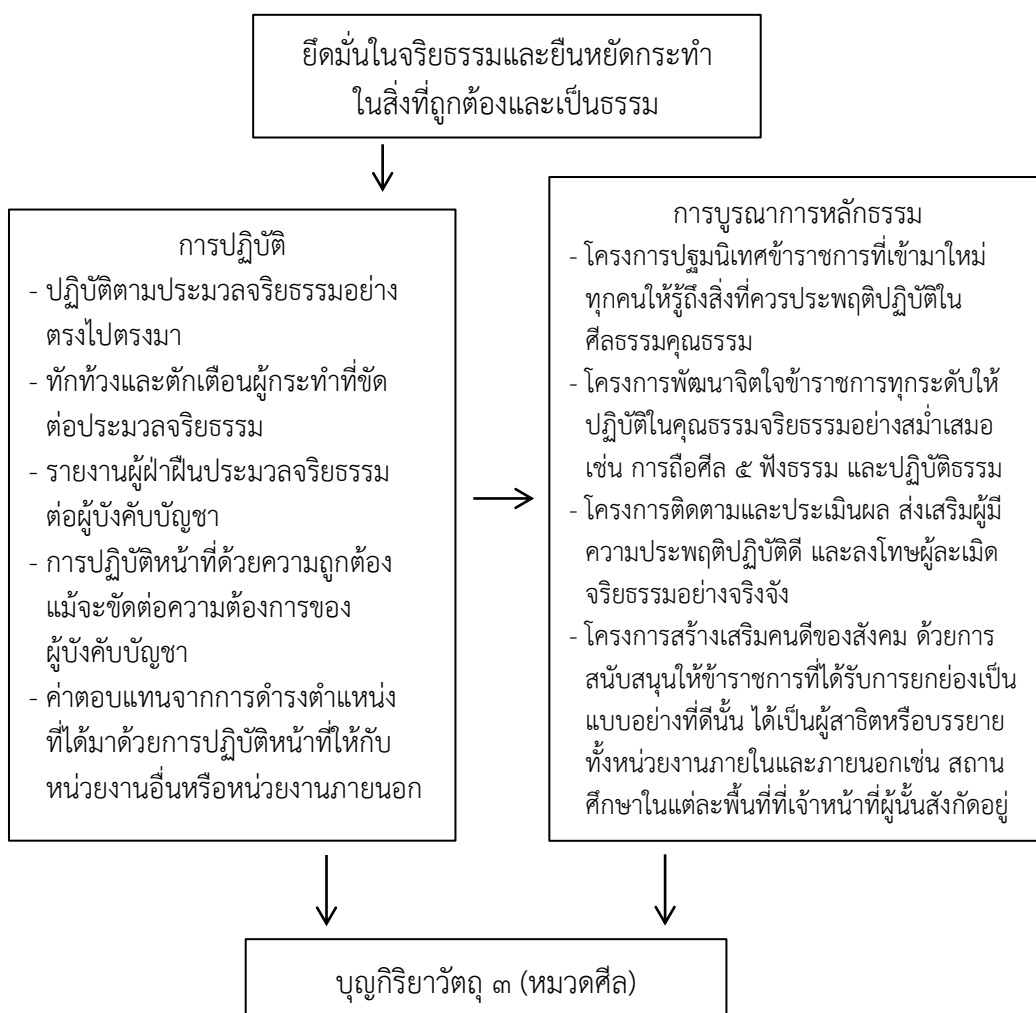 ยึดมั่นในจริยธรรมและยืนหยัดกระทำ
ในสิ่งที่ถูกต้องและเป็นธรรม
การปฏิบัติ
- ปฏิบัติตามประมวลจริยธรรมอย่าง
ตรงไปตรงมา
- ทักท้วงและตักเตือนผู้กระทำที่ขัด
ต่อประมวลจริยธรรม
- รายงานผู้ฝ่าฝืนประมวลจริยธรรม
ต่อผู้บังคับบัญชา
- การปฏิบัติหน้าที่ด้วยความถูกต้อง
แม้จะขัดต่อความต้องการของ
ผู้บังคับบัญชา
- ค่าตอบแทนจากการดำรงตำแหน่ง
ที่ได้มาด้วยการปฏิบัติหน้าที่ให้กับ
หน่วยงานอื่นหรือหน่วยงานภายนอก
การบูรณาการหลักธรรม
- โครงการปฐมนิเทศข้าราชการที่เข้ามาใหม่
ทุกคนให้รู้ถึงสิ่งที่ควรประพฤติปฏิบัติใน
ศีลธรรมคุณธรรม
- โครงการพัฒนาจิตใจข้าราชการทุกระดับให้
ปฏิบัติในคุณธรรมจริยธรรมอย่างสม่ำเสมอ
เช่น การถือศีล ๕ ฟังธรรม และปฏิบัติธรรม
- โครงการติดตามและประเมินผล ส่งเสริมผู้มี
ความประพฤติปฏิบัติดี และลงโทษผู้ละเมิด
จริยธรรมอย่างจริงจัง
- โครงการสร้างเสริมคนดีของสังคม ด้วยการ
สนับสนุนให้ข้าราชการที่ได้รับการยกย่องเป็น
แบบอย่างที่ดีนั้น ได้เป็นผู้สาธิตหรือบรรยาย
ทั้งหน่วยงานภายในและภายนอกเช่น สถาน
ศึกษาในแต่ละพื้นที่ที่เจ้าหน้าที่ผู้นั้นสังกัดอยู่
บุญกิริยาวัตถุ ๓ (หมวดศีล)